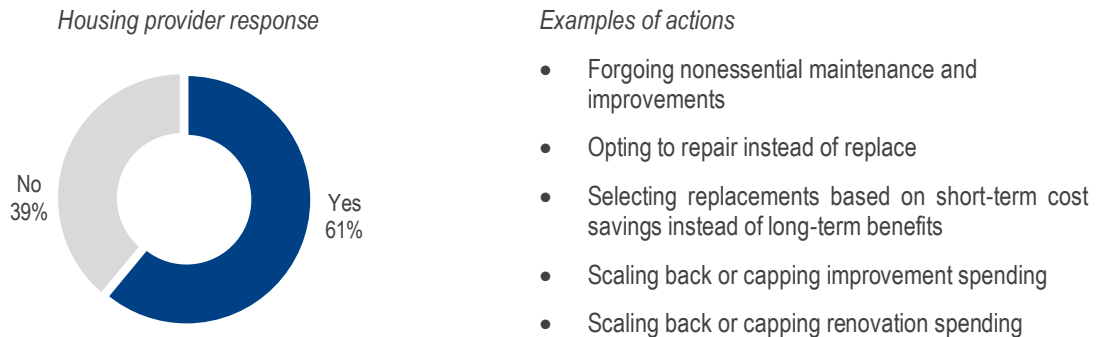 Housing provider response
No
39%
Yes
61%
Examples of actions
• Forgoing nonessential maintenance and
improvements
• Opting to repair instead of replace
• Selecting replacements based on short-term cost
savings instead of long-term benefits
• Scaling back or capping improvement spending
• Scaling back or capping renovation spending